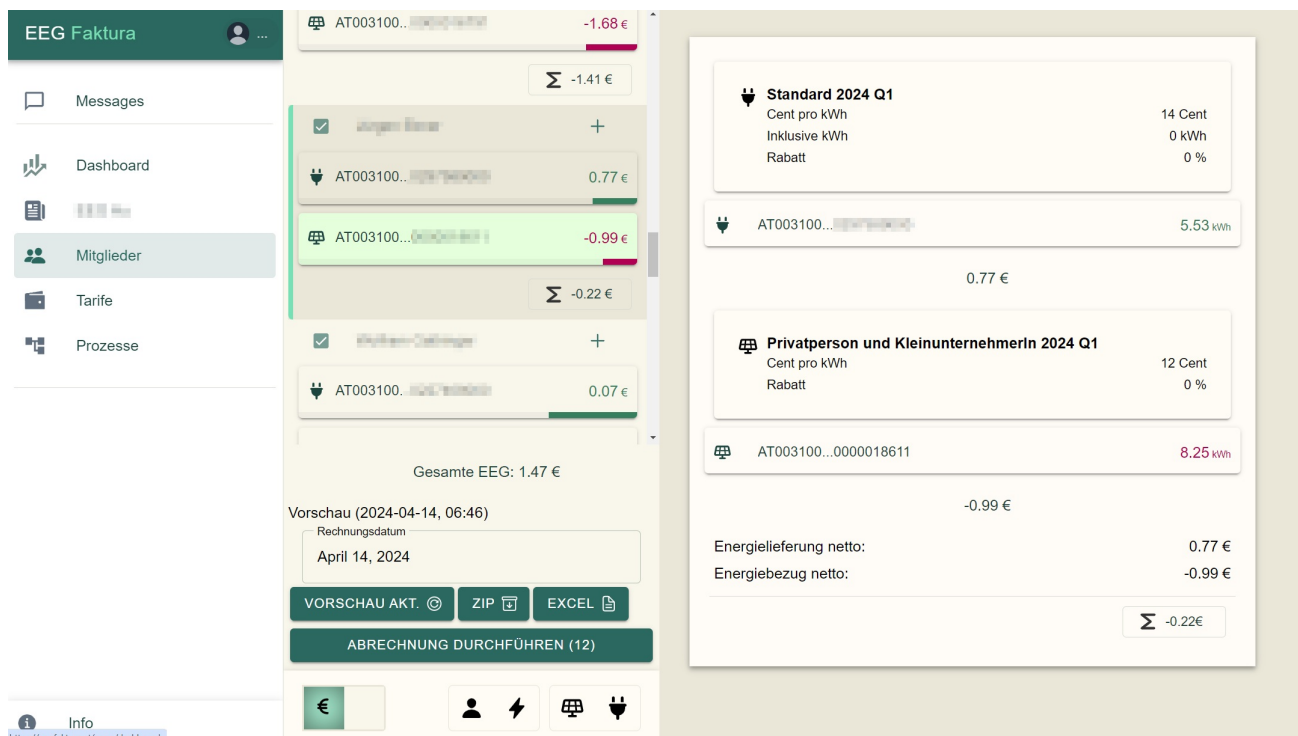 EEG Faktura
...
Messages
Dashboard
Mitglieder
Tarife
Prozesse
Info
AT003100..
-1.68 €
Σ -1.41 €
+
AT003100..
0.77 €
AT003100...
-0.99 €
Σ -0.22 €
+
AT003100.
0.07 €
Gesamte EEG: 1.47 €
Vorschau (2024-04-14, 06:46)
Rechnungsdatum
April 14, 2024
VORSCHAU AKT.
ZIP
EXCEL
ABRECHNUNG DURCHFÜHREN (12)
€
Standard 2024 Q1
Cent pro kWh 14 Cent
Inklusive kWh 0 kWh
Rabatt 0 %
AT003100... 5.53 kWh
0.77 €
Privatperson und KleinunternehmerIn 2024 Q1
Cent pro kWh 12 Cent
Rabatt 0 %
AT003100...0000018611 8.25 kWh
-0.99 €
Energielieferung netto: 0.77 €
Energiebezug netto: -0.99 €
Σ -0.22€